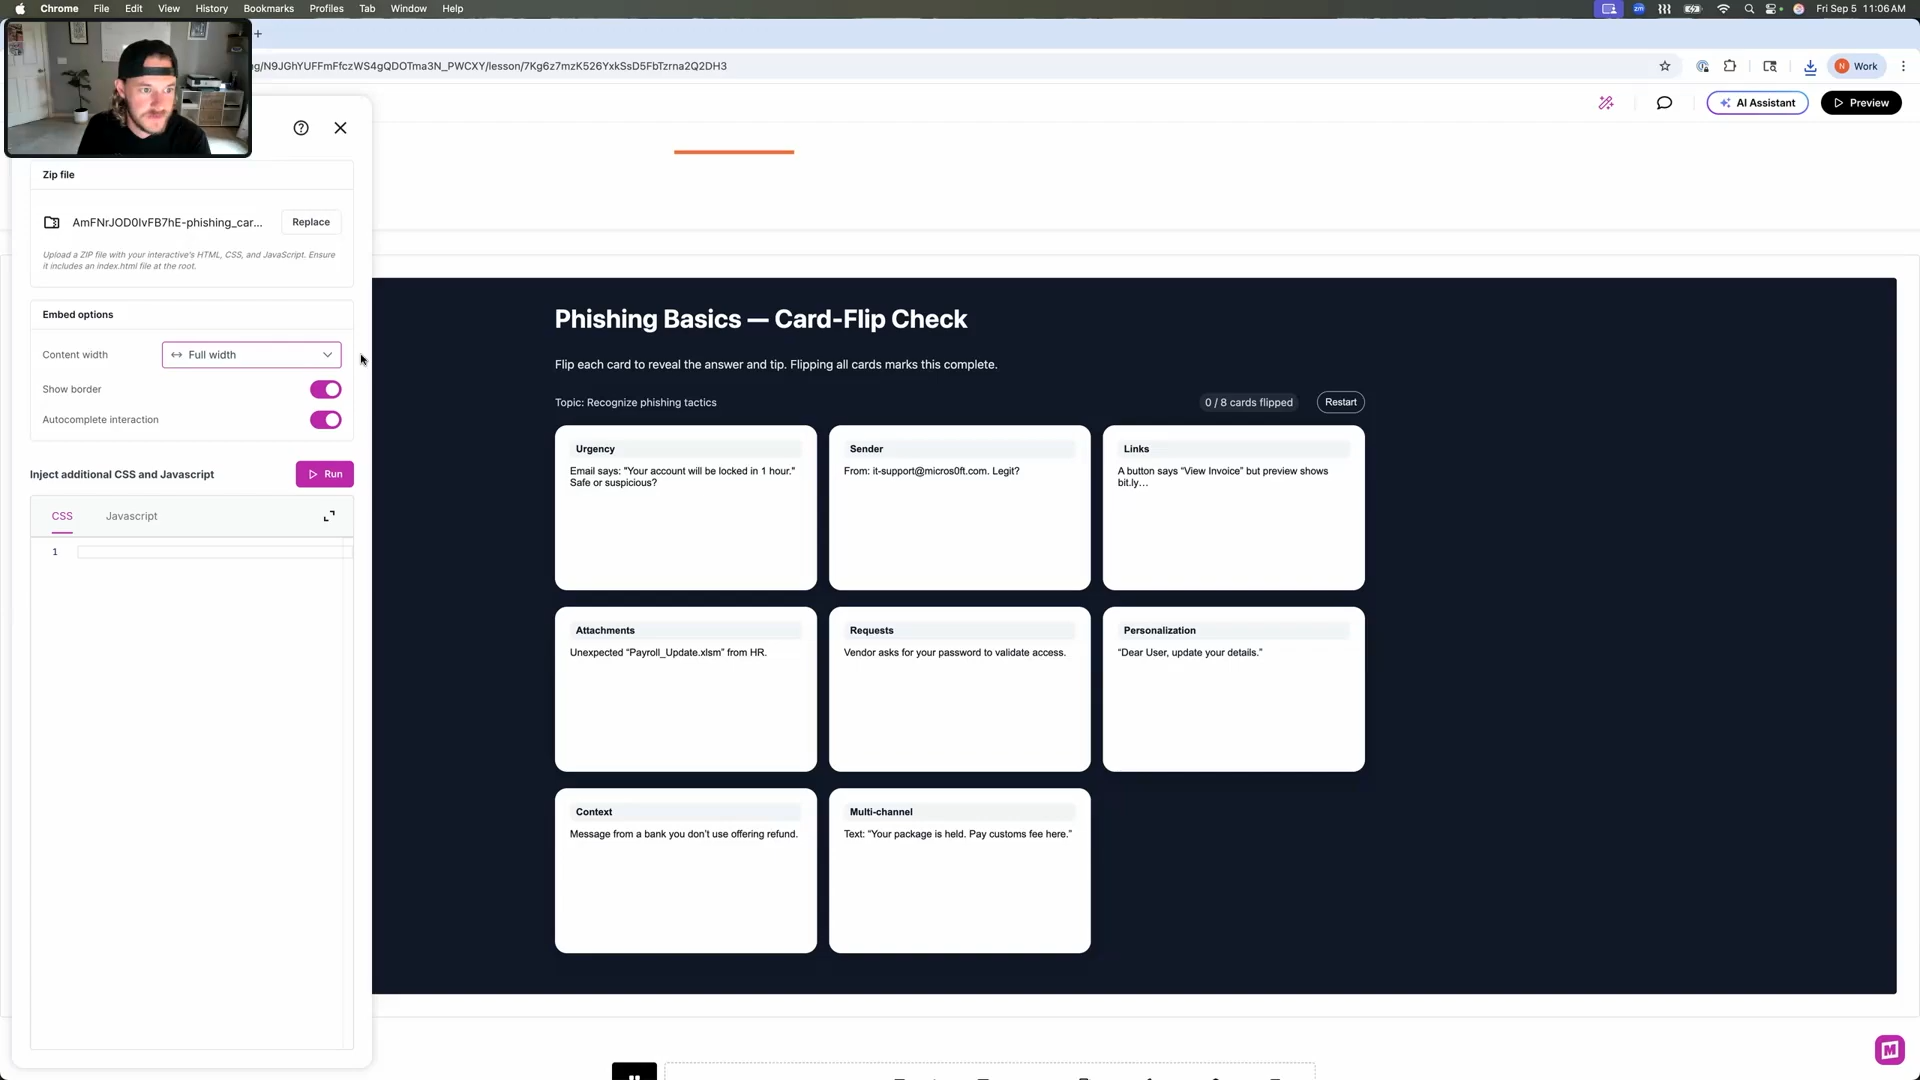 Chrome File Edit View History Bookmarks Profiles Tab Window Help
zm
Fri Sep 5 11:06 AM
g/N9JGhYUFFmFfczWS4gQDOTma3N_PWCXY/lesson/7Kg6z7mzK526YxkSsD5FbTzrna2Q2DH3
N Work
AI Assistant
Preview
Zip file
AmFNrJOD0lvFB7hE-phishing_car...
Replace
Upload a ZIP file with your interactive's HTML, CSS, and JavaScript. Ensure
it includes an index.html file at the root.
Embed options
Content width
Full width
Show border
Autocomplete interaction
Inject additional CSS and Javascript
Run
CSS
Javascript
1
Phishing Basics — Card-Flip Check
Flip each card to reveal the answer and tip. Flipping all cards marks this complete.
Topic: Recognize phishing tactics
0 / 8 cards flipped
Restart
Urgency
Email says: "Your account will be locked in 1 hour."
Safe or suspicious?
Sender
From: it-support@micros0ft.com. Legit?
Links
A button says “View Invoice” but preview shows
bit.ly…
Attachments
Unexpected “Payroll_Update.xlsm” from HR.
Requests
Vendor asks for your password to validate access.
Personalization
“Dear User, update your details.”
Context
Message from a bank you don’t use offering refund.
Multi-channel
Text: “Your package is held. Pay customs fee here.”